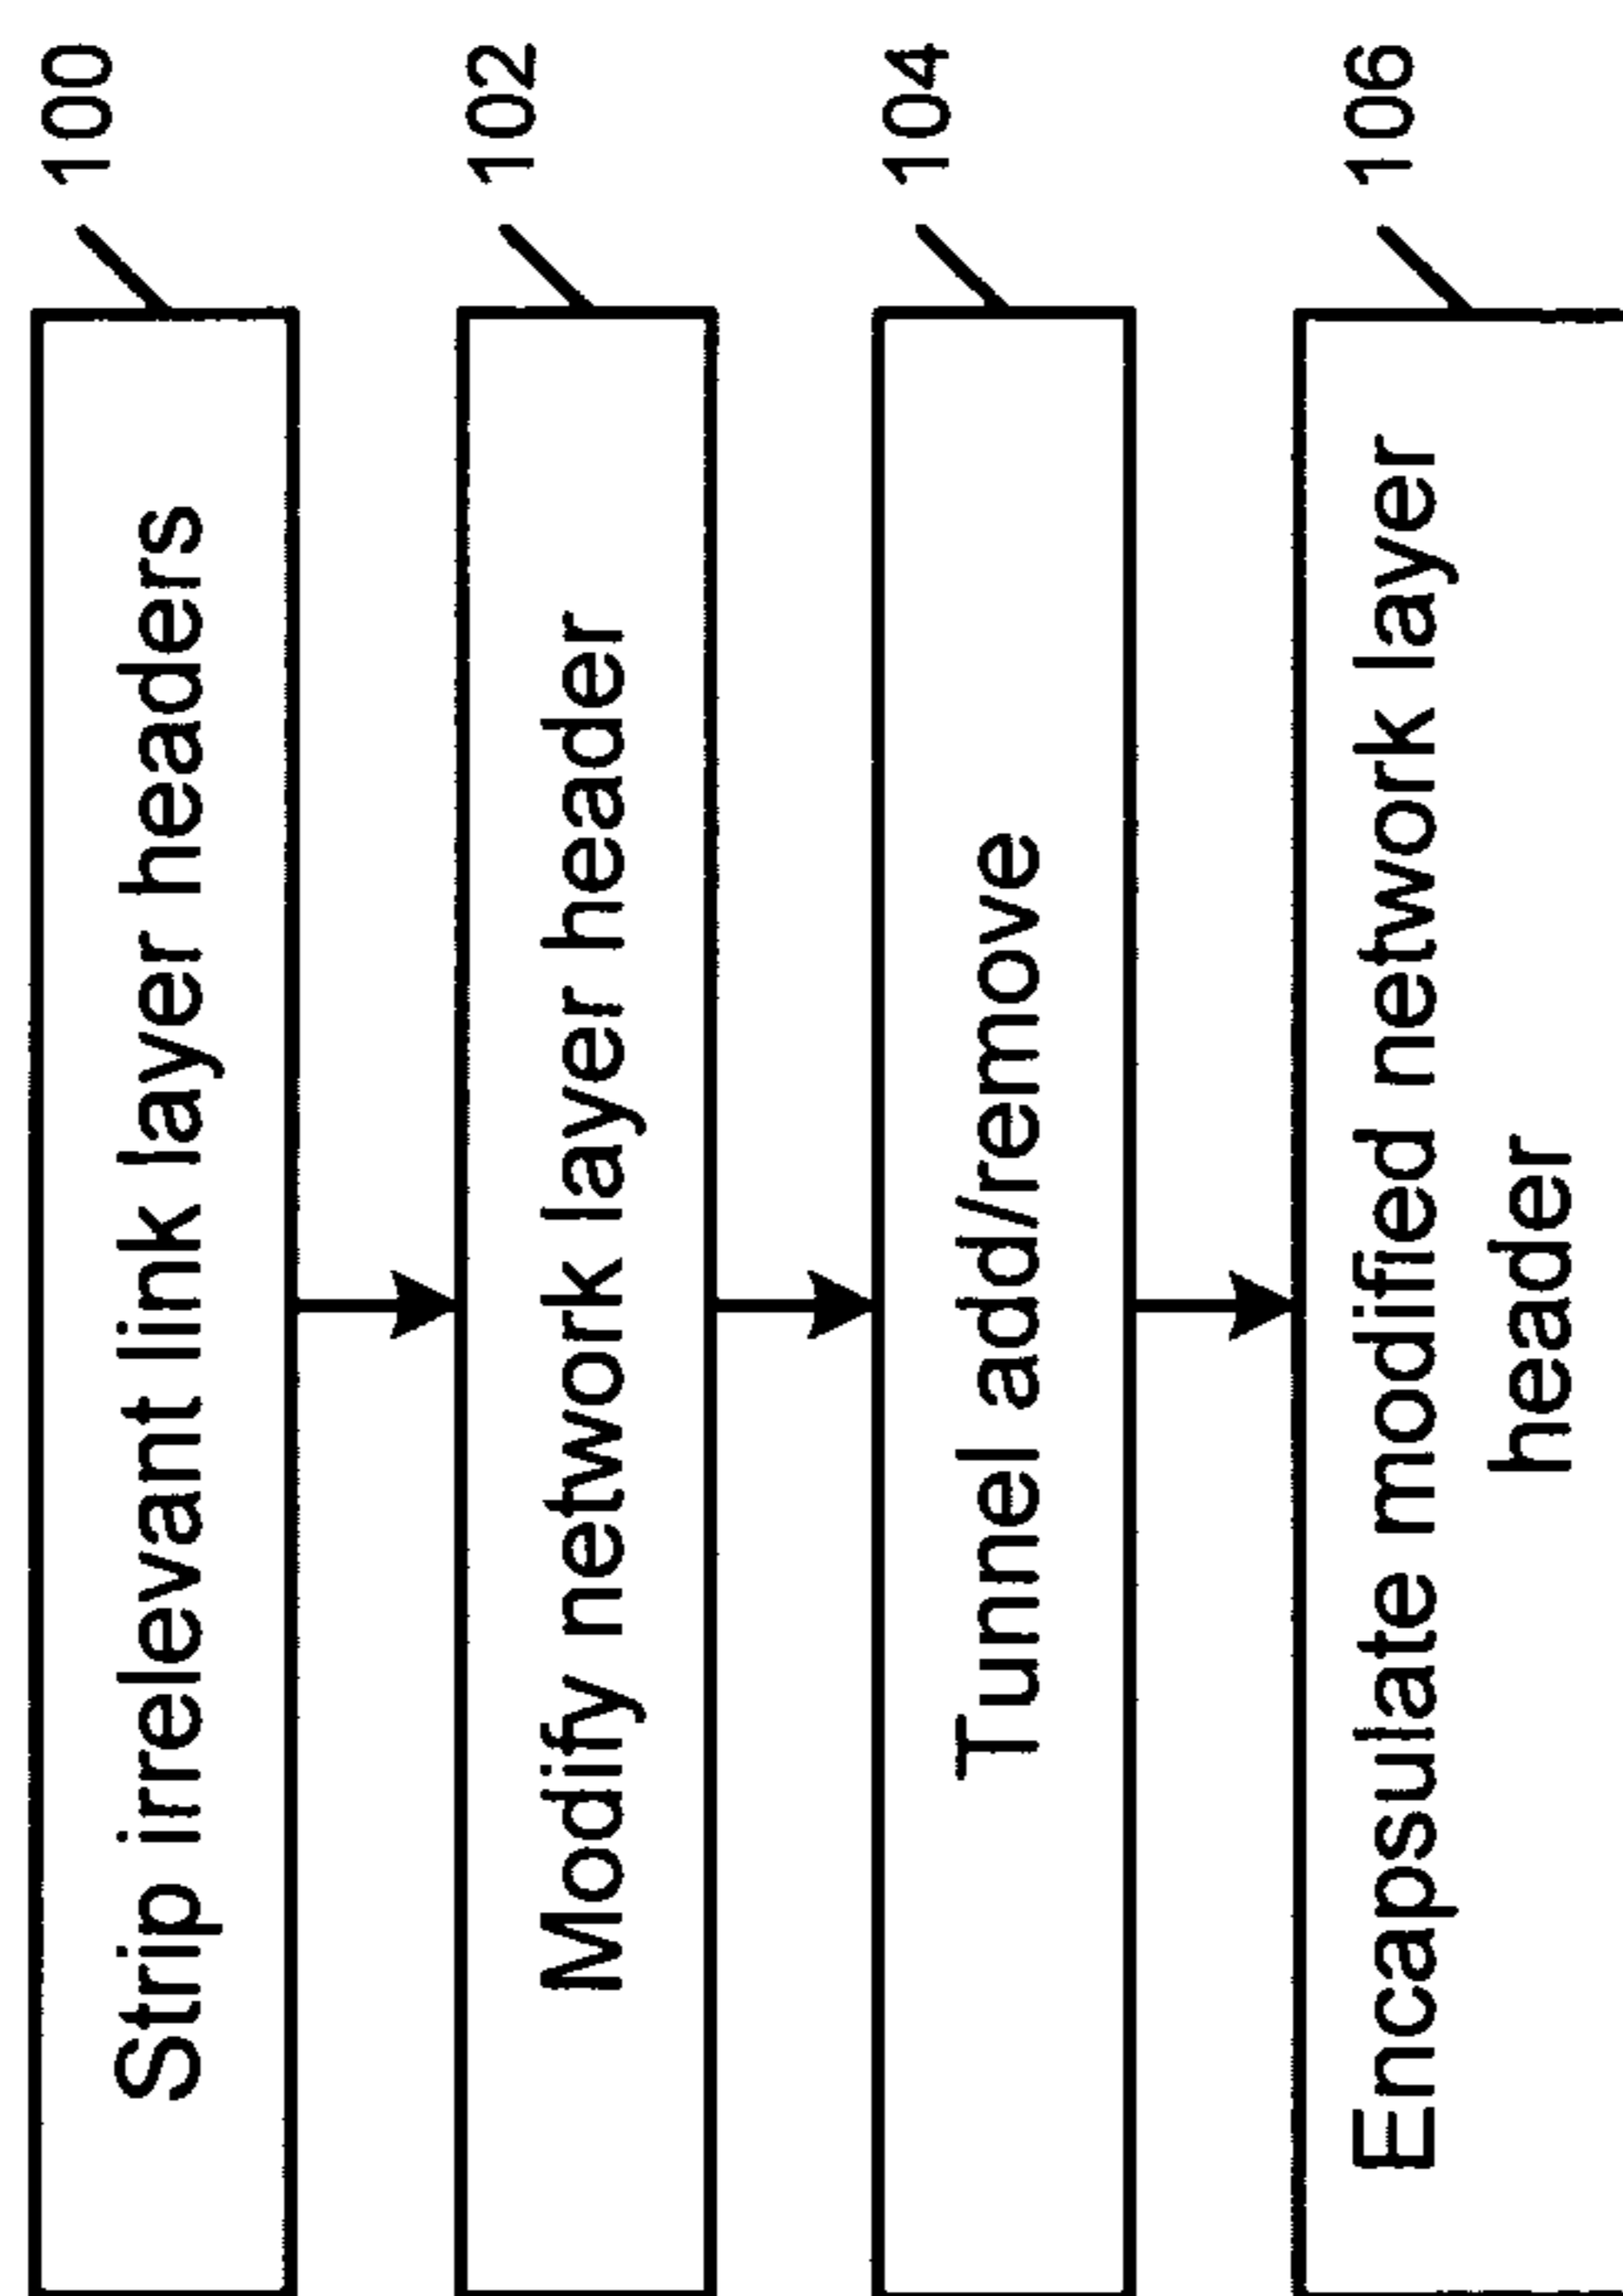 Strip irrelevant link layer headers
100
Modify network layer header
102
Tunnel add/remove
104
Encapsulate modified network layer
header
106